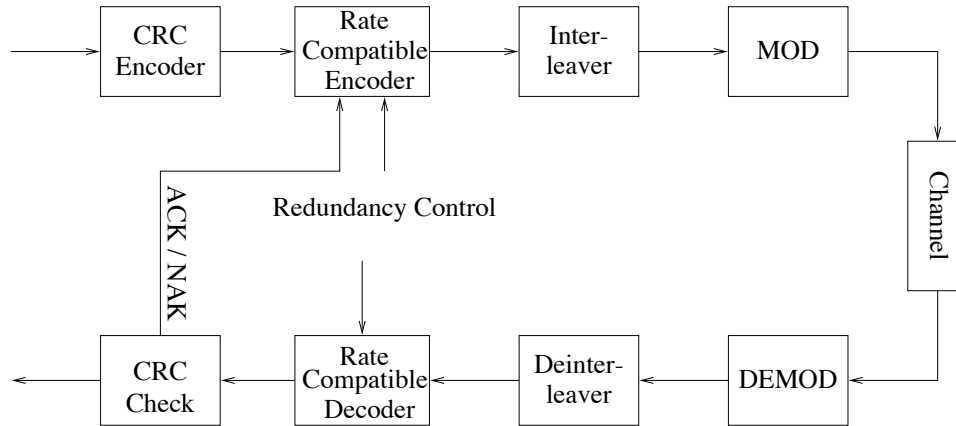 CRC
Encoder
Rate
Compatible
Encoder
Inter-
leaver
MOD
Channel
ACK / NAK
Redundancy Control
CRC
Check
Rate
Compatible
Decoder
Deinter-
leaver
DEMOD